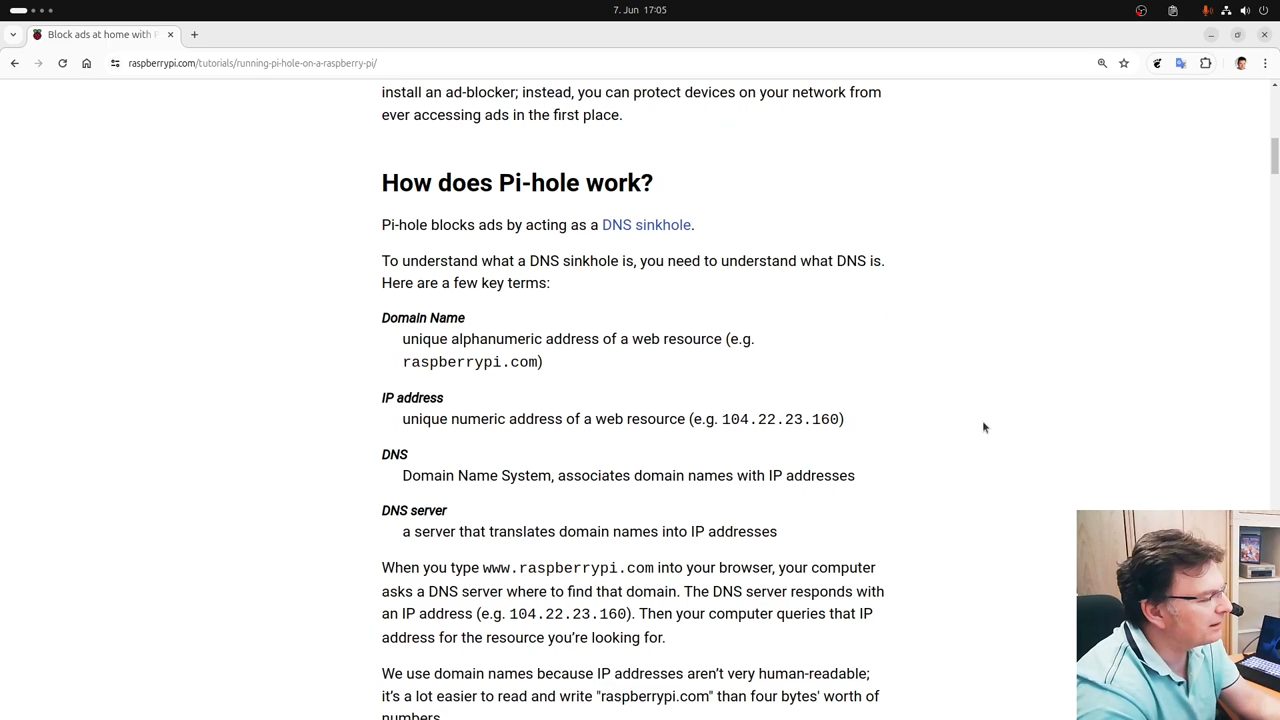 7. Jun 17:05
Block ads at home with P
raspberrypi.com/tutorials/running-pi-hole-on-a-raspberry-pi/
install an ad-blocker; instead, you can protect devices on your network from
ever accessing ads in the first place.
How does Pi-hole work?
Pi-hole blocks ads by acting as a DNS sinkhole.
To understand what a DNS sinkhole is, you need to understand what DNS is.
Here are a few key terms:
Domain Name
unique alphanumeric address of a web resource (e.g.
raspberrypi.com)
IP address
unique numeric address of a web resource (e.g. 104.22.23.160)
DNS
Domain Name System, associates domain names with IP addresses
DNS server
a server that translates domain names into IP addresses
When you type www.raspberrypi.com into your browser, your computer
asks a DNS server where to find that domain. The DNS server responds with
an IP address (e.g. 104.22.23.160). Then your computer queries that IP
address for the resource you’re looking for.
We use domain names because IP addresses aren’t very human-readable;
it’s a lot easier to read and write "raspberrypi.com" than four bytes' worth of
numbers.